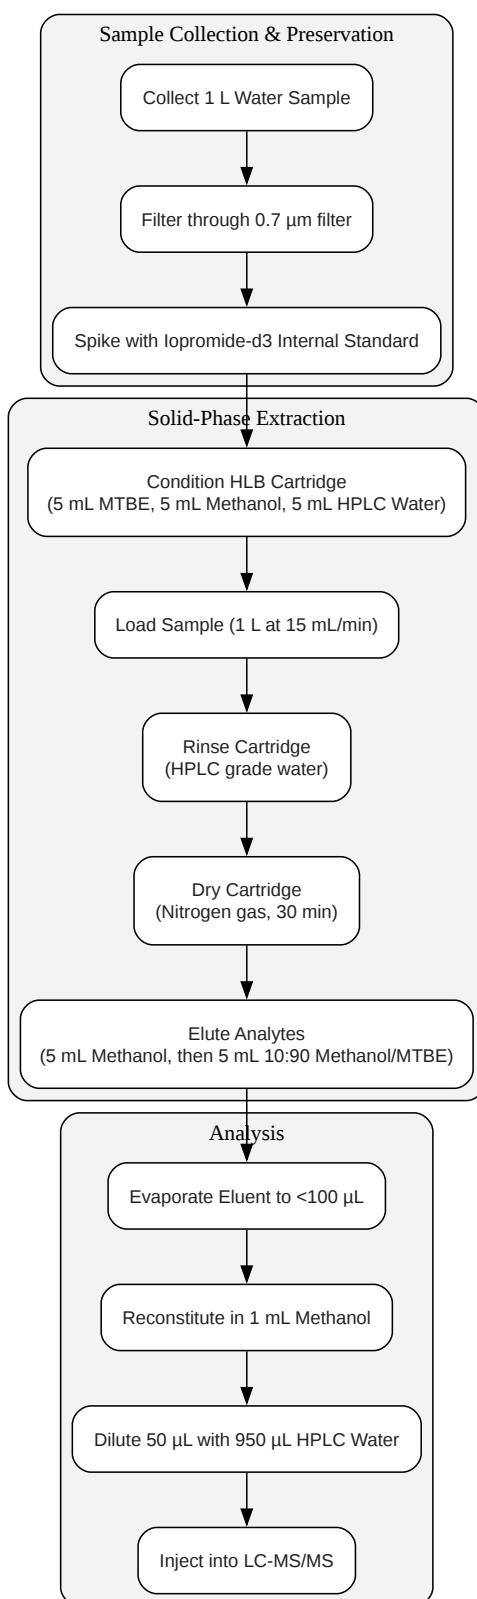 Sample Collection & Preservation
Collect 1 L Water Sample
Filter through 0.7 µm filter
Spike with Iopromide-d3 Internal Standard
Solid-Phase Extraction
Condition HLB Cartridge
(5 mL MTBE, 5 mL Methanol, 5 mL HPLC Water)
Load Sample (1 L at 15 mL/min)
Rinse Cartridge
(HPLC grade water)
Dry Cartridge
(Nitrogen gas, 30 min)
Elute Analytes
(5 mL Methanol, then 5 mL 10:90 Methanol/MTBE)
Analysis
Evaporate Eluent to <100 µL
Reconstitute in 1 mL Methanol
Dilute 50 µL with 950 µL HPLC Water
Inject into LC-MS/MS